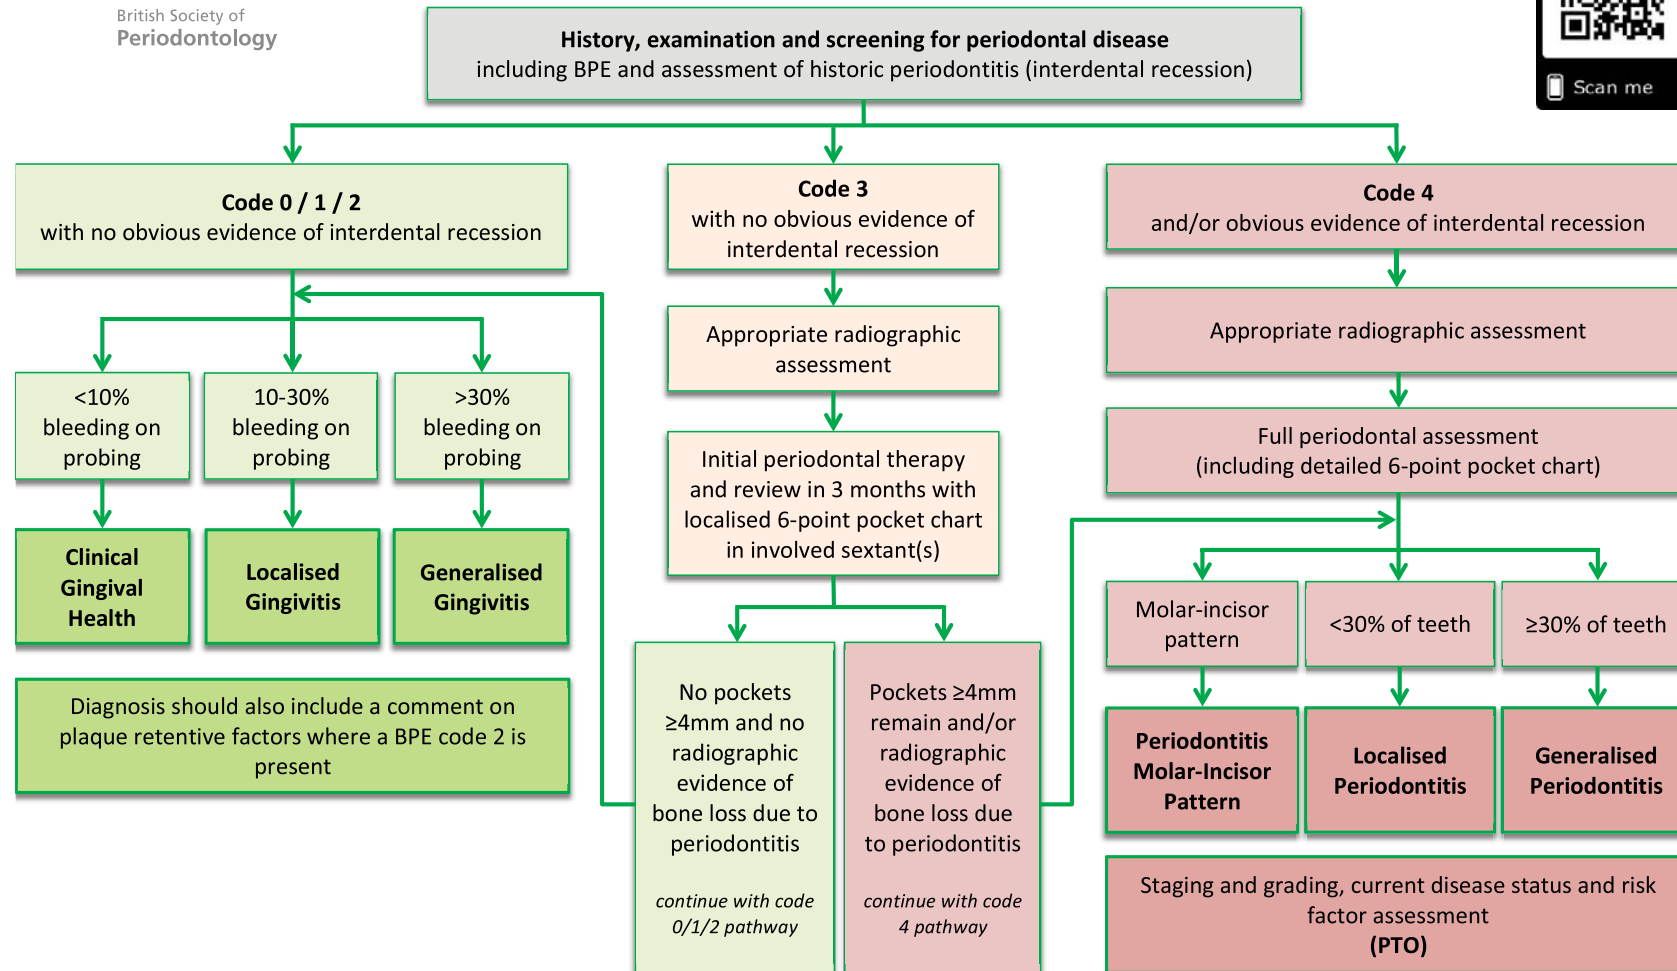 British Society of
Periodontology
History, examination and screening for periodontal disease
including BPE and assessment of historic periodontitis (interdental recession)
Scan me
Code 0 / 1 / 2
with no obvious evidence of interdental recession
<10%
bleeding on
probing
10-30%
bleeding on
probing
>30%
bleeding on
probing
Clinical
Gingival
Health
Localised
Gingivitis
Generalised
Gingivitis
Diagnosis should also include a comment on
plaque retentive factors where a BPE code 2 is
present
Code 3
with no obvious evidence of
interdental recession
Appropriate radiographic
assessment
Initial periodontal therapy
and review in 3 months with
localised 6-point pocket chart
in involved sextant(s)
No pockets
≥4mm and no
radiographic
evidence of
bone loss due to
periodontitis
continue with code
0/1/2 pathway
Pockets ≥4mm
remain and/or
radiographic
evidence of
bone loss due
to periodontitis
continue with code
4 pathway
Code 4
and/or obvious evidence of interdental recession
Appropriate radiographic assessment
Full periodontal assessment
(including detailed 6-point pocket chart)
Molar-incisor
pattern
<30% of teeth
≥30% of teeth
Periodontitis
Molar-Incisor
Pattern
Localised
Periodontitis
Generalised
Periodontitis
Staging and grading, current disease status and risk
factor assessment
(PTO)